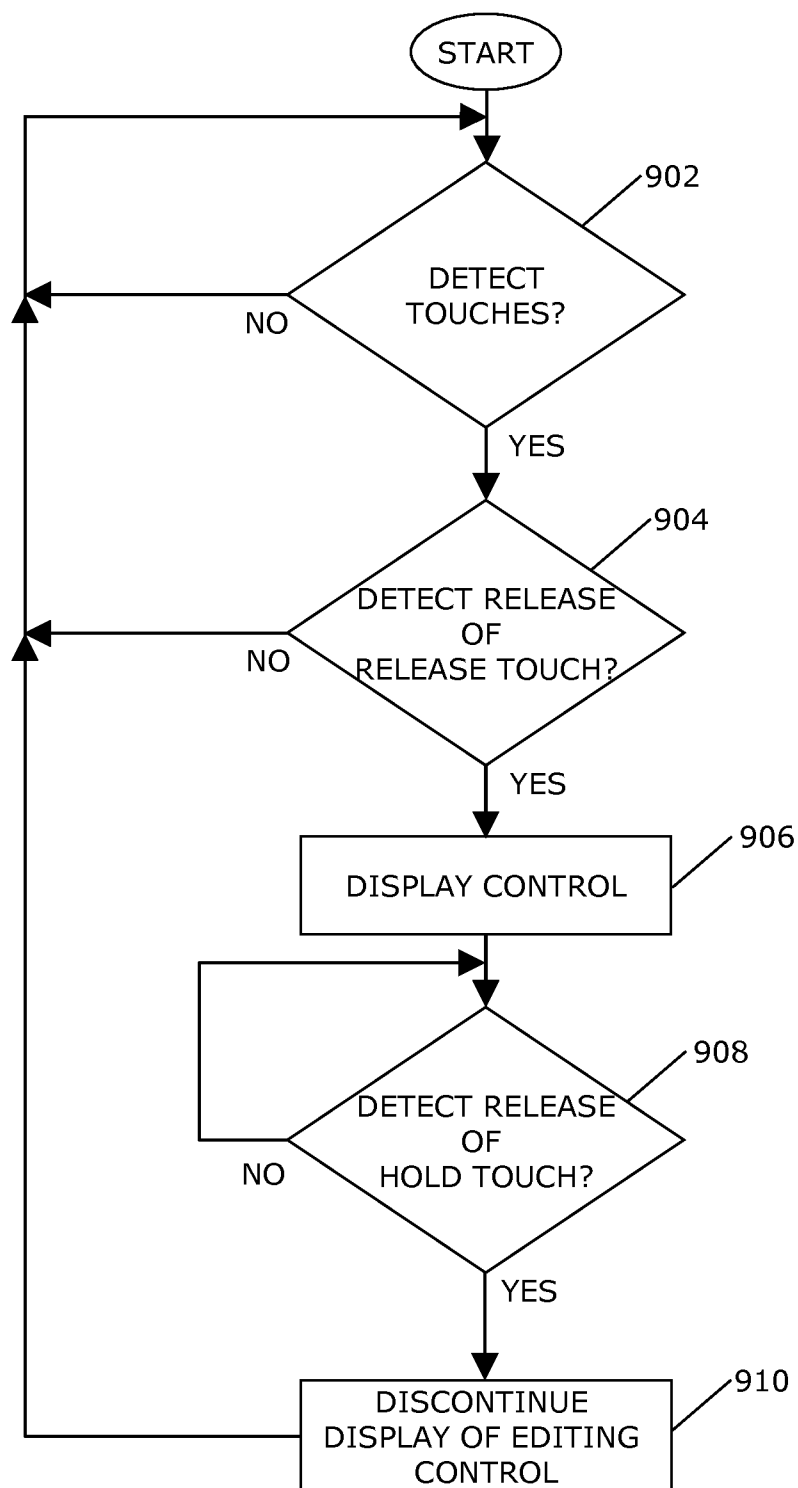 START
902
DETECT
TOUCHES?
NO
YES
904
DETECT RELEASE
OF
RELEASE TOUCH?
NO
YES
906
DISPLAY CONTROL
908
DETECT RELEASE
OF
HOLD TOUCH?
NO
YES
910
DISCONTINUE
DISPLAY OF EDITING
CONTROL